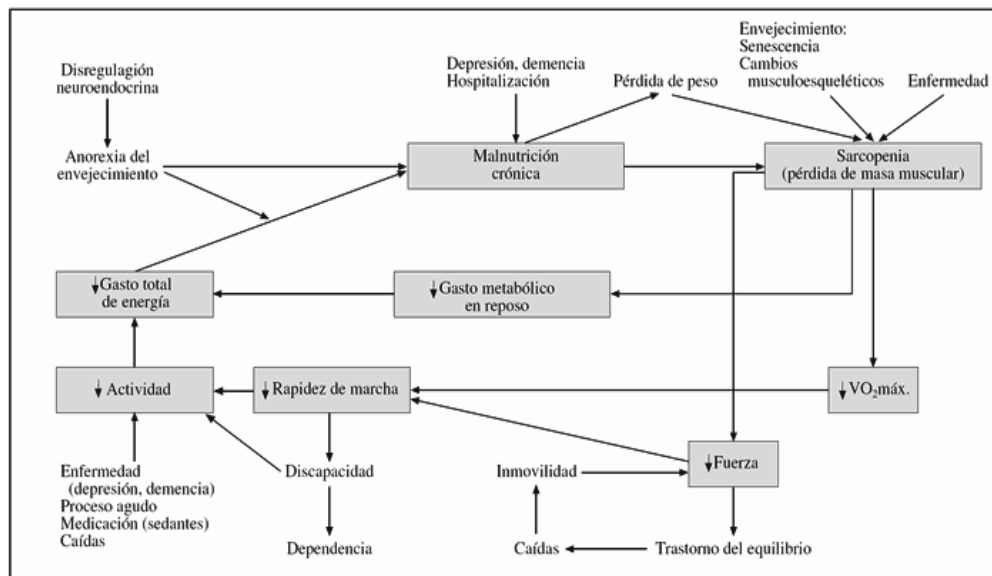 Disregulación
neuroendocrina
Anorexia del
envejecimiento
Depresión, demencia
Hospitalización
Malnutrición
crónica
Pérdida de peso
Envejecimiento:
Senescencia
Cambios
musculoesqueléticos
Enfermedad
Sarcopenia
(pérdida de masa muscular)
↓Gasto total
de energía
↓Gasto metabólico
en reposo
↓ Actividad
↓ Rapidez de marcha
↓ VO₂máx.
Enfermedad
(depresión, demencia)
Proceso agudo
Medicación (sedantes)
Caídas
Discapacidad
Dependencia
Inmovilidad
↓Fuerza
Caídas
Trastorno del equilibrio